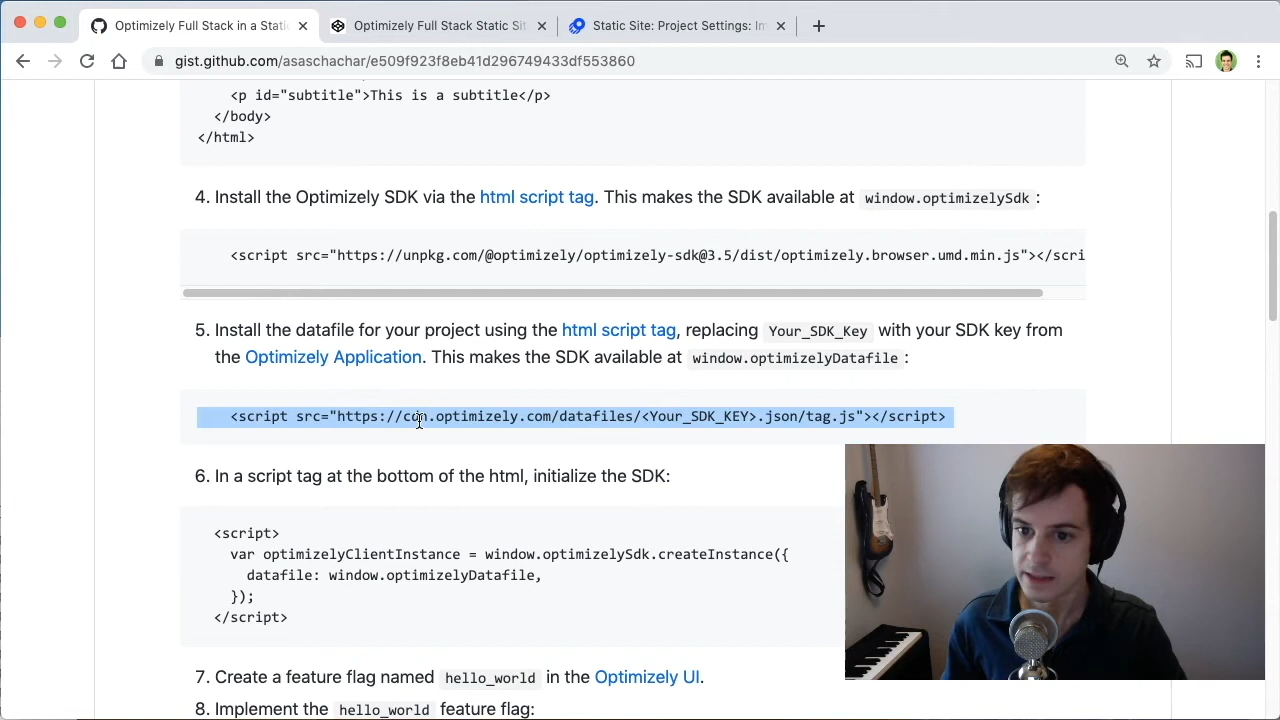 Optimizely Full Stack in a Stati
Optimizely Full Stack Static Sit
Static Site: Project Settings: Im
gist.github.com/asaschachar/e509f923f8eb41d296749433df553860
<p id="subtitle">This is a subtitle</p>
</body>
</html>
4. Install the Optimizely SDK via the html script tag. This makes the SDK available at window.optimizelySdk :
<script src="https://unpkg.com/@optimizely/optimizely-sdk@3.5/dist/optimizely.browser.umd.min.js"></scri
5. Install the datafile for your project using the html script tag, replacing Your_SDK_Key with your SDK key from
the Optimizely Application. This makes the SDK available at window.optimizelyDatafile :
<script src="https://cdn.optimizely.com/datafiles/<Your_SDK_KEY>.json/tag.js"></script>
6. In a script tag at the bottom of the html, initialize the SDK:
<script>
var optimizelyClientInstance = window.optimizelySdk.createInstance({
datafile: window.optimizelyDatafile,
});
</script>
7. Create a feature flag named hello_world in the Optimizely UI.
8. Implement the hello_world feature flag: